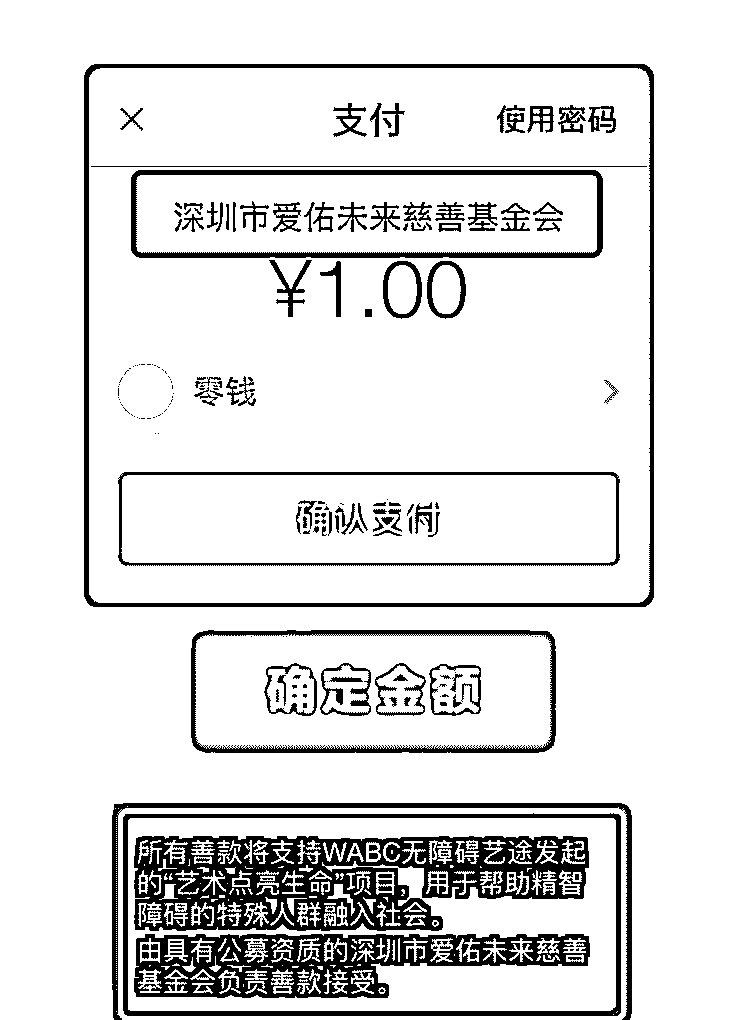 支付 使用密码
深圳市爱佑未来慈善基金会
¥1.00
零钱
确认支付
确定金额
所有善款将支持WABC无障碍艺途发起
的“艺术点亮生命”项目，用于帮助精智
障碍的特殊人群融入社会。
由具有公募资质的深圳市爱佑未来慈善
基金会负责善款接受。